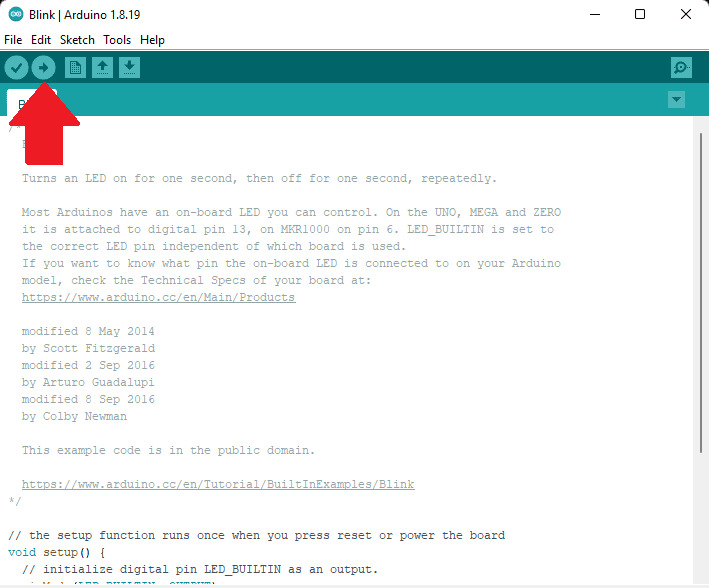 Blink | Arduino 1.8.19
File Edit Sketch Tools Help
/*
Turns an LED on for one second, then off for one second, repeatedly.
Most Arduinos have an on-board LED you can control. On the UNO, MEGA and ZERO
it is attached to digital pin 13, on MKR1000 on pin 6. LED_BUILTIN is set to
the correct LED pin independent of which board is used.
If you want to know what pin the on-board LED is connected to on your Arduino
model, check the Technical Specs of your board at:
https://www.arduino.cc/en/Main/Products
modified 8 May 2014
by Scott Fitzgerald
modified 2 Sep 2016
by Arturo Guadalupi
modified 8 Sep 2016
by Colby Newman
This example code is in the public domain.
https://www.arduino.cc/en/Tutorial/BuiltInExamples/Blink
*/
// the setup function runs once when you press reset or power the board
void setup() {
// initialize digital pin LED_BUILTIN as an output.